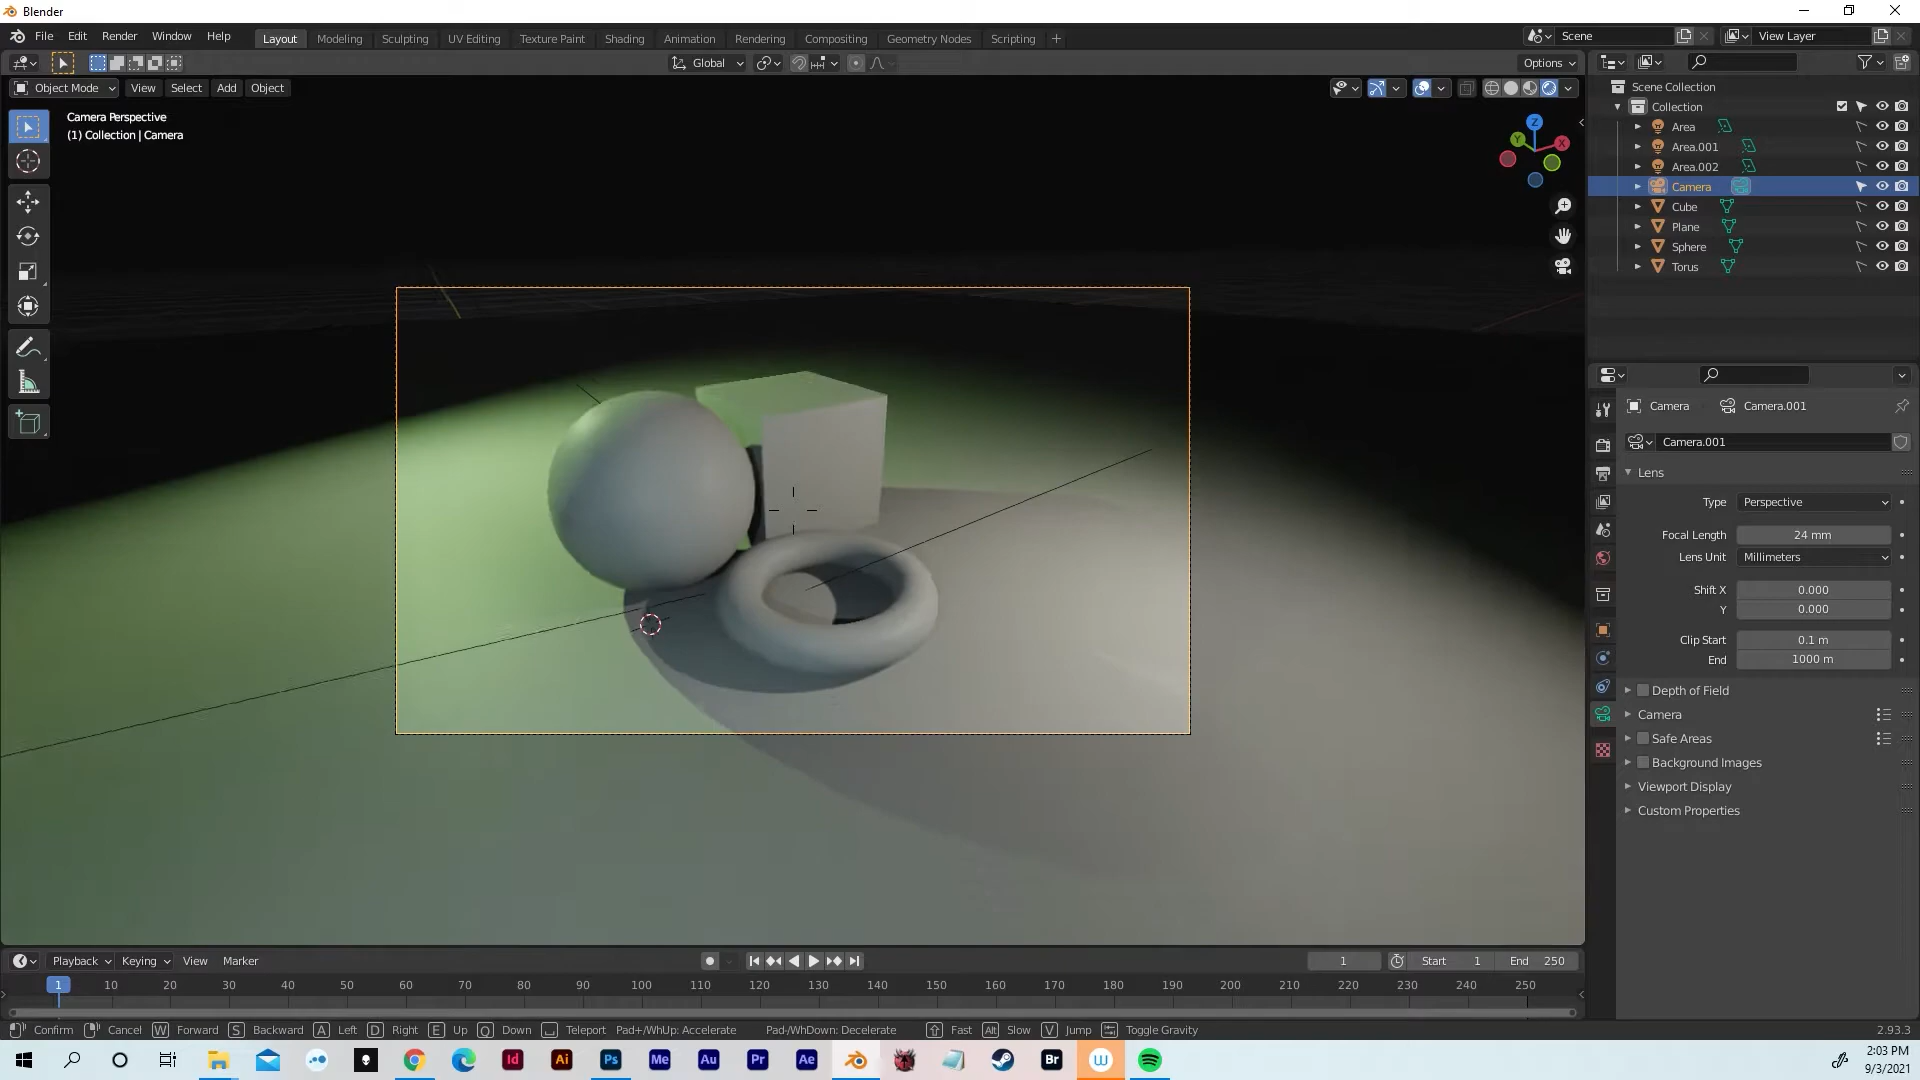 Blender
File Edit Render Window Help Layout Modeling Sculpting UV Editing Texture Paint Shading Animation Rendering Compositing Geometry Nodes Scripting + Scene View Layer
Global Options
Object Mode View Select Add Object
Camera Perspective
(1) Collection | Camera
Z
Y
X
Scene Collection
Collection
Area
Area.001
Area.002
Camera
Cube
Plane
Sphere
Torus
Camera Camera.001
Camera.001
Lens
Type Perspective
Focal Length 24 mm
Lens Unit Millimeters
Shift X 0.000
Y 0.000
Clip Start 0.1 m
End 1000 m
Depth of Field
Camera
Safe Areas
Background Images
Viewport Display
Custom Properties
Playback Keying View Marker 1 Start 1 End 250
1 10 20 30 40 50 60 70 80 90 100 110 120 130 140 150 160 170 180 190 200 210 220 230 240 250
Confirm Cancel W Forward S Backward A Left D Right E Up Q Down Teleport Pad+/WhUp: Accelerate Pad-/WhDown: Decelerate Fast Alt Slow V Jump Toggle Gravity 2.93.3
Id Ai Ps Me Au Pr Ae Br W
2:03 PM
9/3/2021